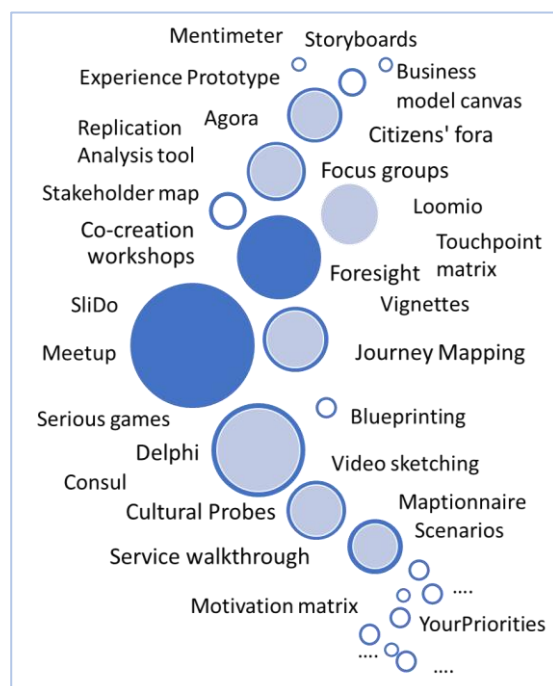 Mentimeter
Storyboards
Experience Prototype
Business
model canvas
Agora
Citizens' fora
Replication
Analysis tool
Focus groups
Stakeholder map
Loomio
Co-creation
workshops
Touchpoint
matrix
Foresight
SliDo
Vignettes
Meetup
Journey Mapping
Serious games
Blueprinting
Delphi
Video sketching
Consul
Cultural Probes
Maptionnaire
Scenarios
Service walkthrough
....
Motivation matrix
YourPriorities
....
....